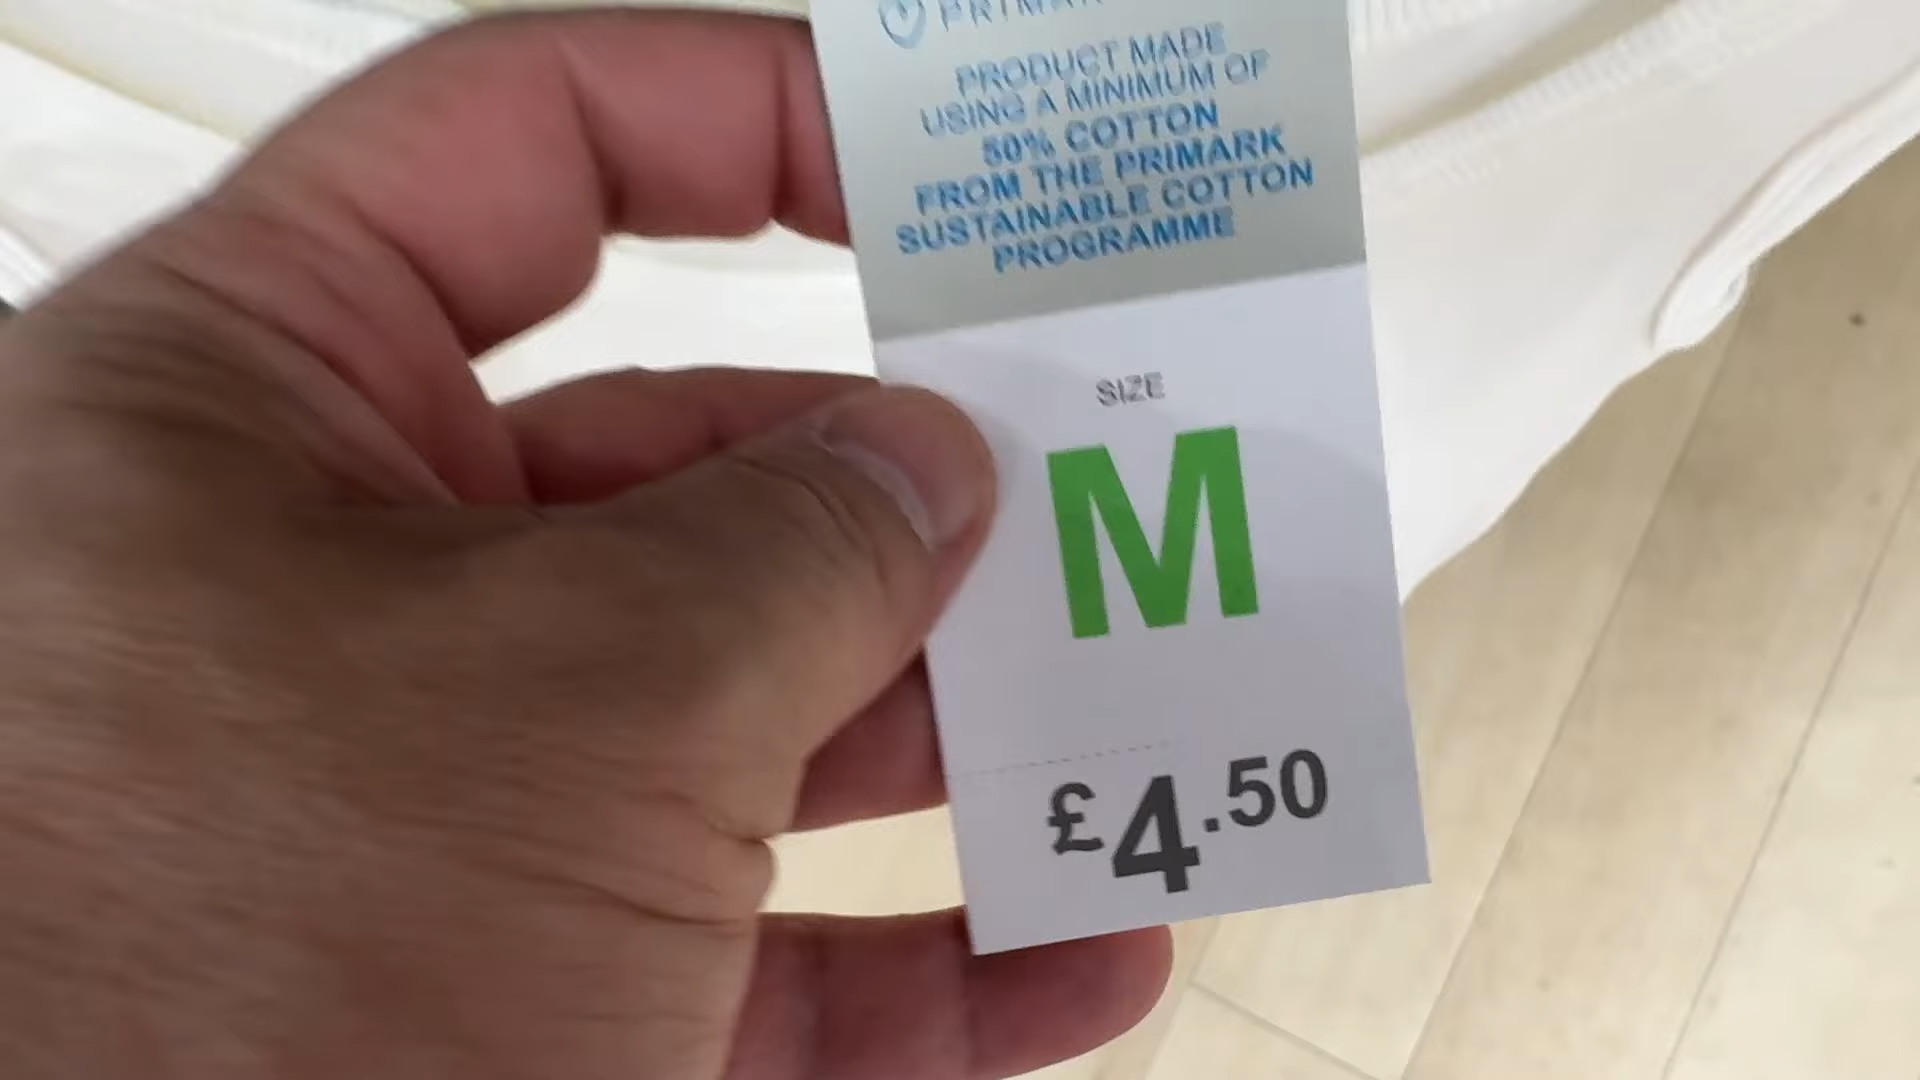 PRODUCT MADE
USING A MINIMUM OF
50% COTTON
FROM THE PRIMARK
SUSTAINABLE COTTON
PROGRAMME
SIZE
M
£4.50